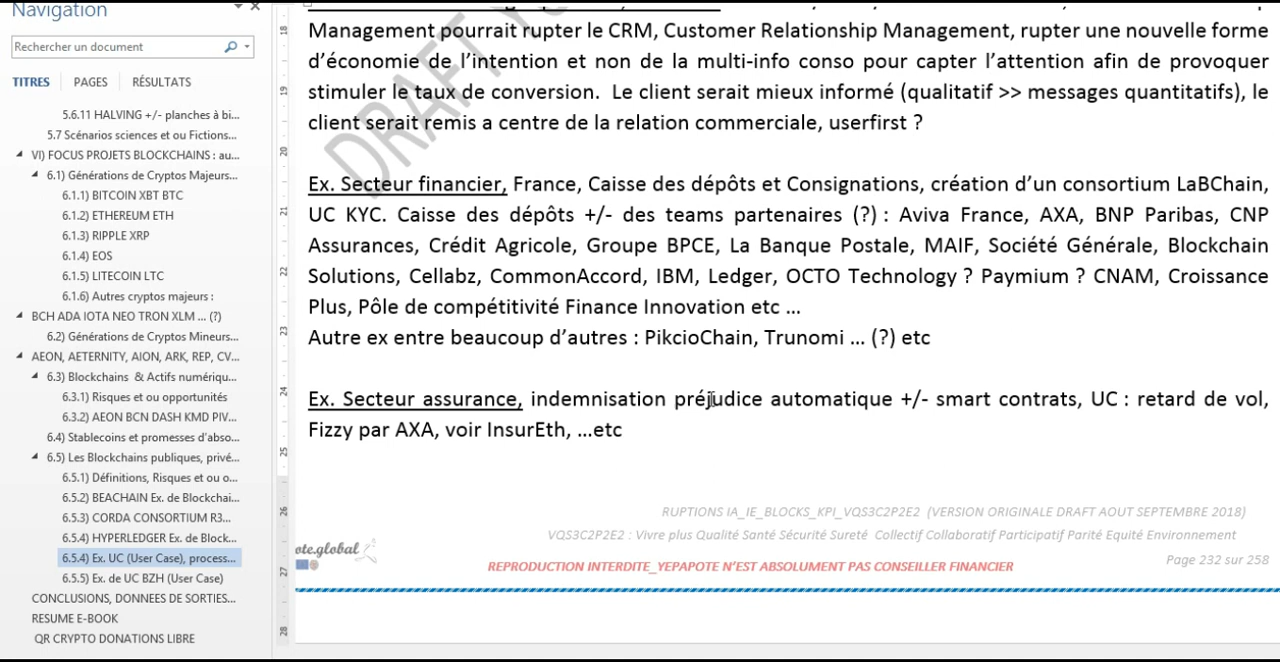 Navigation
Rechercher un document
TITRES PAGES RÉSULTATS
5.6.11 HALVING +/- planches à bi...
5.7 Scénarios sciences et ou Fictions...
VI) FOCUS PROJETS BLOCKCHAINS : au...
6.1) Générations de Cryptos Majeurs...
6.1.1) BITCOIN XBT BTC
6.1.2) ETHEREUM ETH
6.1.3) RIPPLE XRP
6.1.4) EOS
6.1.5) LITECOIN LTC
6.1.6) Autres cryptos majeurs :
BCH ADA IOTA NEO TRON XLM ... (?)
6.2) Générations de Cryptos Mineurs...
AEON, AETERNITY, AION, ARK, REP, CV...
6.3) Blockchains & Actifs numériqu...
6.3.1) Risques et ou opportunités
6.3.2) AEON BCN DASH KMD PIV...
6.4) Stablecoins et promesses d'abso...
6.5) Les Blockchains publiques, privé...
6.5.1) Définitions, Risques et ou o...
6.5.2) BEACHAIN Ex. de Blockchai...
6.5.3) CORDA CONSORTIUM R3...
6.5.4) HYPERLEDGER Ex. de Block...
6.5.4) Ex. UC (User Case), process...
6.5.5) Ex. de UC BZH (User Case)
CONCLUSIONS, DONNEES DE SORTIES...
RESUME E-BOOK
QR CRYPTO DONATIONS LIBRE
18
19
20
21
22
23
24
25
26
27
28
DRAFT
Management pourrait rupter le CRM, Customer Relationship Management, rupter une nouvelle forme
d'économie de l'intention et non de la multi-info conso pour capter l'attention afin de provoquer
stimuler le taux de conversion. Le client serait mieux informé (qualitatif >> messages quantitatifs), le
client serait remis a centre de la relation commerciale, userfirst ?
Ex. Secteur financier, France, Caisse des dépôts et Consignations, création d'un consortium LaBChain,
UC KYC. Caisse des dépôts +/- des teams partenaires (?) : Aviva France, AXA, BNP Paribas, CNP
Assurances, Crédit Agricole, Groupe BPCE, La Banque Postale, MAIF, Société Générale, Blockchain
Solutions, Cellabz, CommonAccord, IBM, Ledger, OCTO Technology ? Paymium ? CNAM, Croissance
Plus, Pôle de compétitivité Finance Innovation etc ...
Autre ex entre beaucoup d'autres : PikcioChain, Trunomi ... (?) etc
Ex. Secteur assurance, indemnisation préjudice automatique +/- smart contrats, UC : retard de vol,
Fizzy par AXA, voir InsurEth, ...etc
RUPTIONS IA_IE_BLOCKS_KPI_VQS3C2P2E2 (VERSION ORIGINALE DRAFT AOUT SEPTEMBRE 2018)
VQS3C2P2E2 : Vivre plus Qualité Santé Sécurité Sureté Collectif Collaboratif Participatif Parité Equité Environnement
ote.global
Page 232 sur 258
REPRODUCTION INTERDITE_YEPAPOTE N'EST ABSOLUMENT PAS CONSEILLER FINANCIER